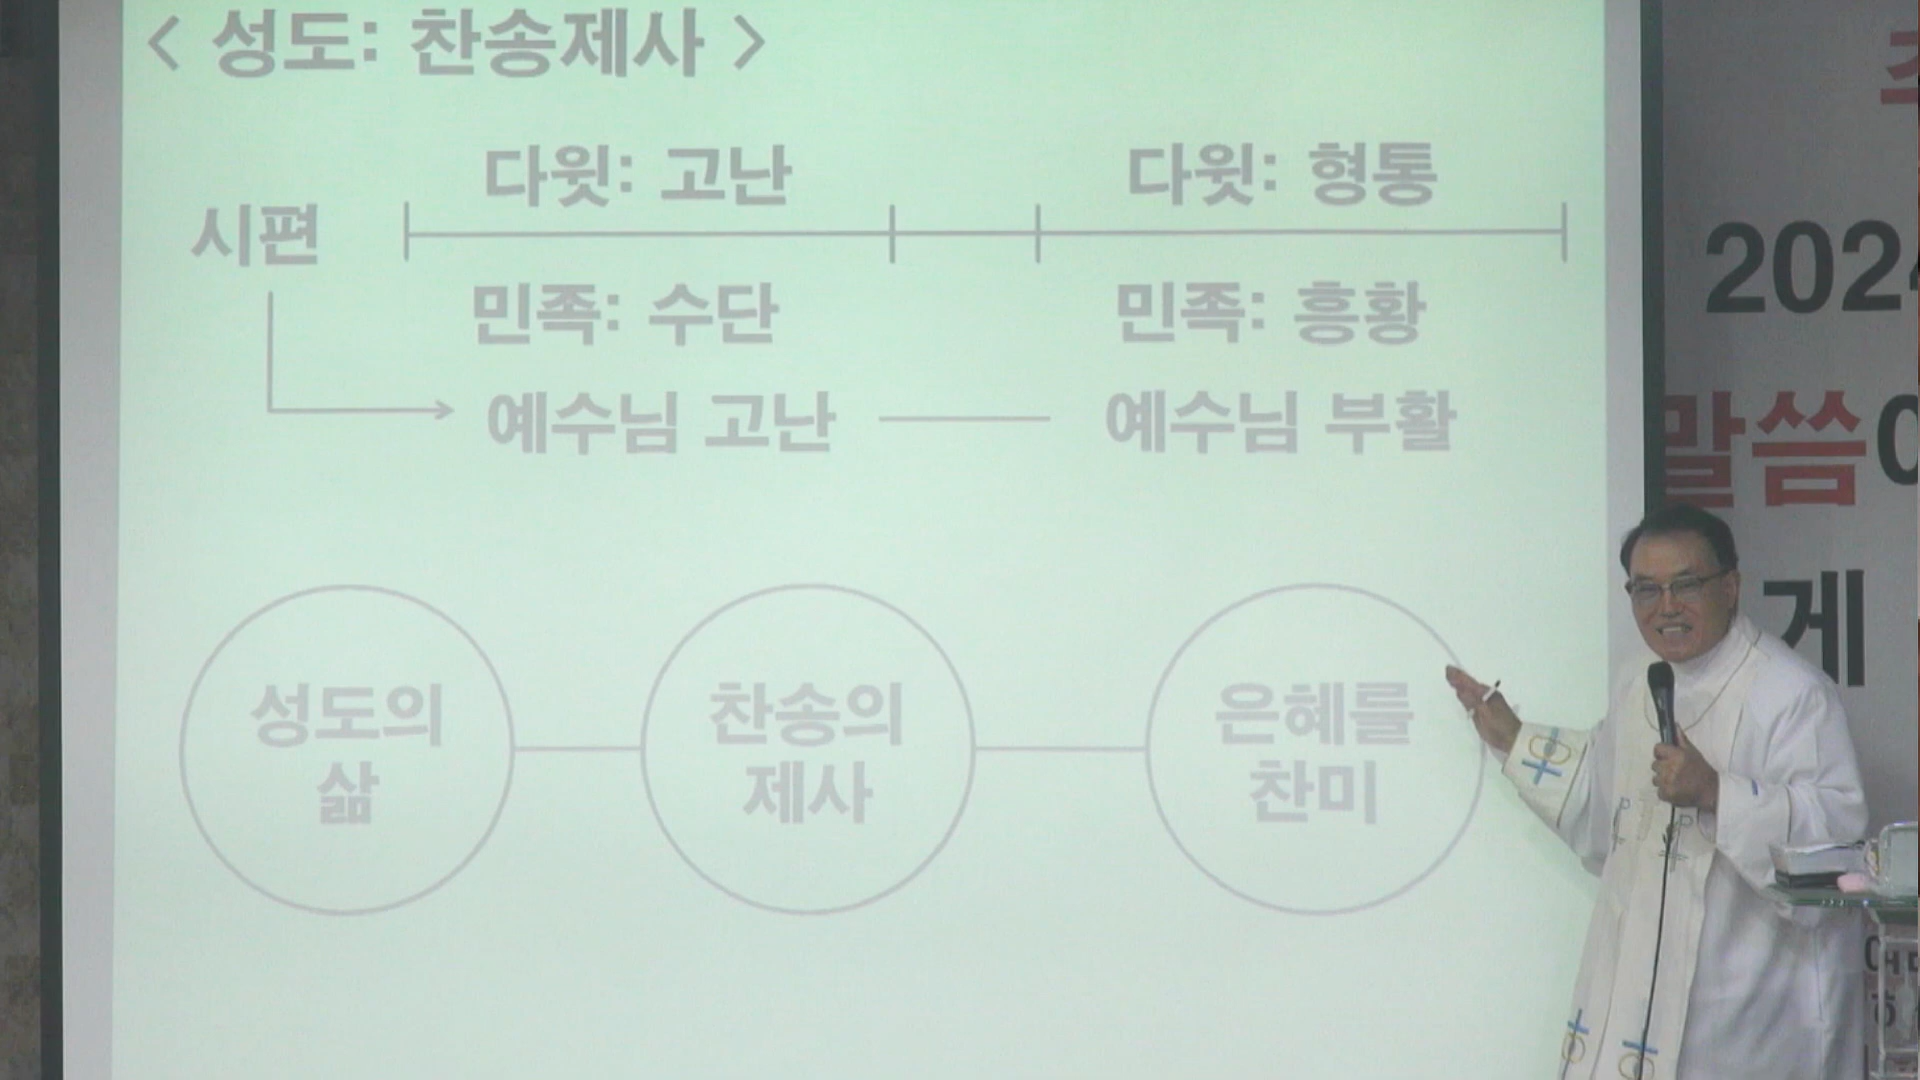 < 성도: 찬송제사 >
다윗: 고난
다윗: 형통
시편
민족: 수단
민족: 흥황
예수님 고난
예수님 부활
성도의
삶
찬송의
제사
은혜를
찬미
202
말씀
게